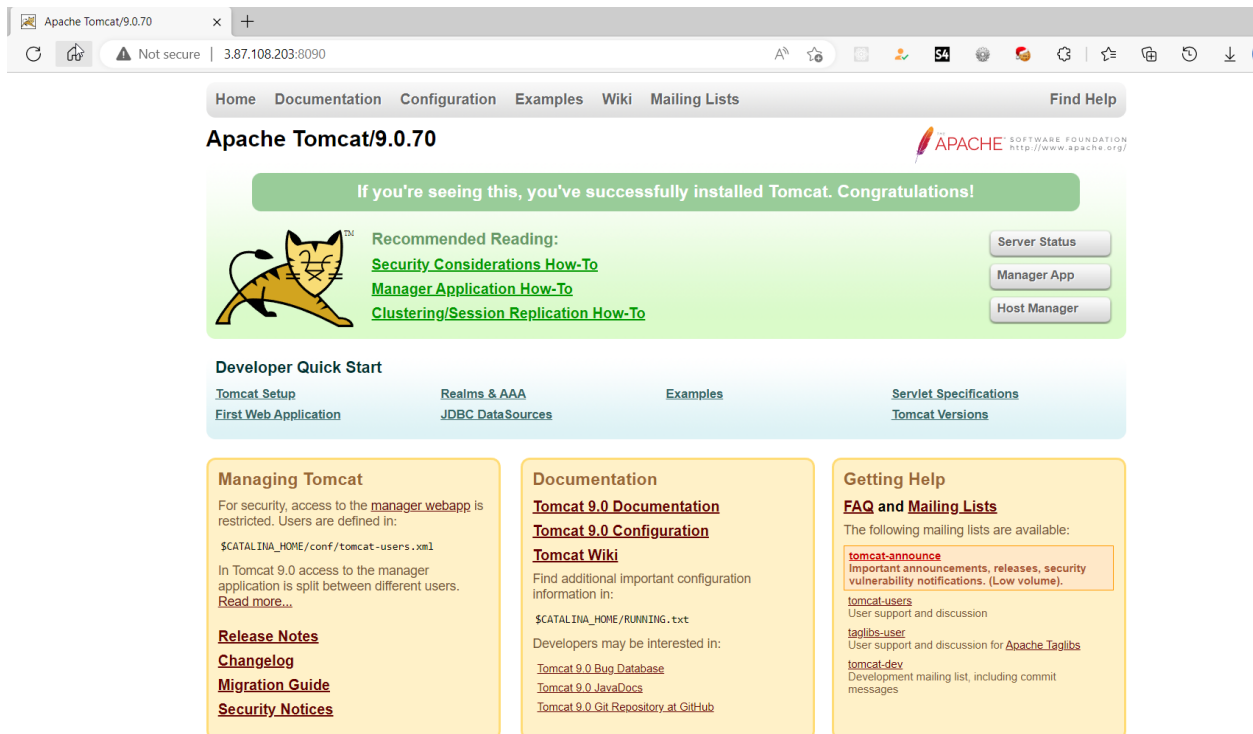 Apache Tomcat/9.0.70
Not secure | 3.87.108.203:8090
S4
Home Documentation Configuration Examples Wiki Mailing Lists Find Help
Apache Tomcat/9.0.70
THE APACHE® SOFTWARE FOUNDATION
http://www.apache.org/
If you're seeing this, you've successfully installed Tomcat. Congratulations!
TM
Recommended Reading:
Security Considerations How-To
Manager Application How-To
Clustering/Session Replication How-To
Server Status
Manager App
Host Manager
Developer Quick Start
Tomcat Setup
First Web Application
Realms & AAA
JDBC DataSources
Examples
Servlet Specifications
Tomcat Versions
Managing Tomcat
For security, access to the manager webapp is
restricted. Users are defined in:
$CATALINA_HOME/conf/tomcat-users.xml
In Tomcat 9.0 access to the manager
application is split between different users.
Read more...
Release Notes
Changelog
Migration Guide
Security Notices
Documentation
Tomcat 9.0 Documentation
Tomcat 9.0 Configuration
Tomcat Wiki
Find additional important configuration
information in:
$CATALINA_HOME/RUNNING.txt
Developers may be interested in:
Tomcat 9.0 Bug Database
Tomcat 9.0 JavaDocs
Tomcat 9.0 Git Repository at GitHub
Getting Help
FAQ and Mailing Lists
The following mailing lists are available:
tomcat-announce
Important announcements, releases, security
vulnerability notifications. (Low volume).
tomcat-users
User support and discussion
taglibs-user
User support and discussion for Apache Taglibs
tomcat-dev
Development mailing list, including commit
messages